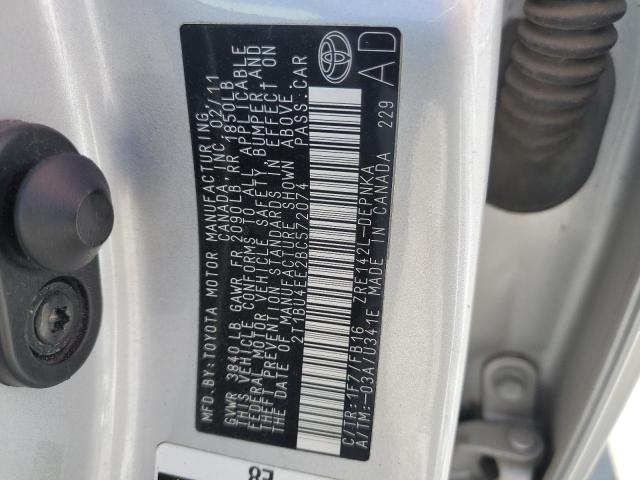 MFD.BY: TOYOTA MOTOR MANUFACTURING
CANADA, INC. 02/11
GVWR 3840LB GAWR FR 2090LB RR 1850LB
THIS VEHICLE CONFORMS TO ALL APPLICABLE
FEDERAL MOTOR VEHICLE SAFETY, BUMPER, AND
THEFT PREVENTION STANDARDS IN EFFECT ON
THE DATE OF MANUFACTURE SHOWN ABOVE.
2T1BU4EE2BC572074 PASS.CAR
C/TR: 1F7/FB16 ZRE142L-DEPNKA
A/TM:-03A/U341E MADE IN CANADA 229
AD
E8